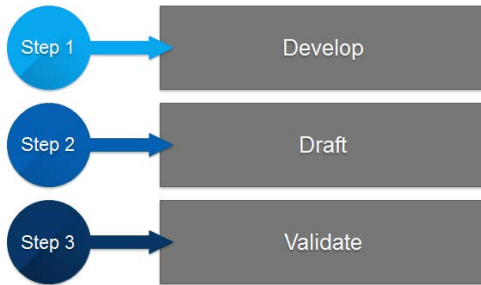 Step 1
Develop
Step 2
Draft
Step 3
Validate